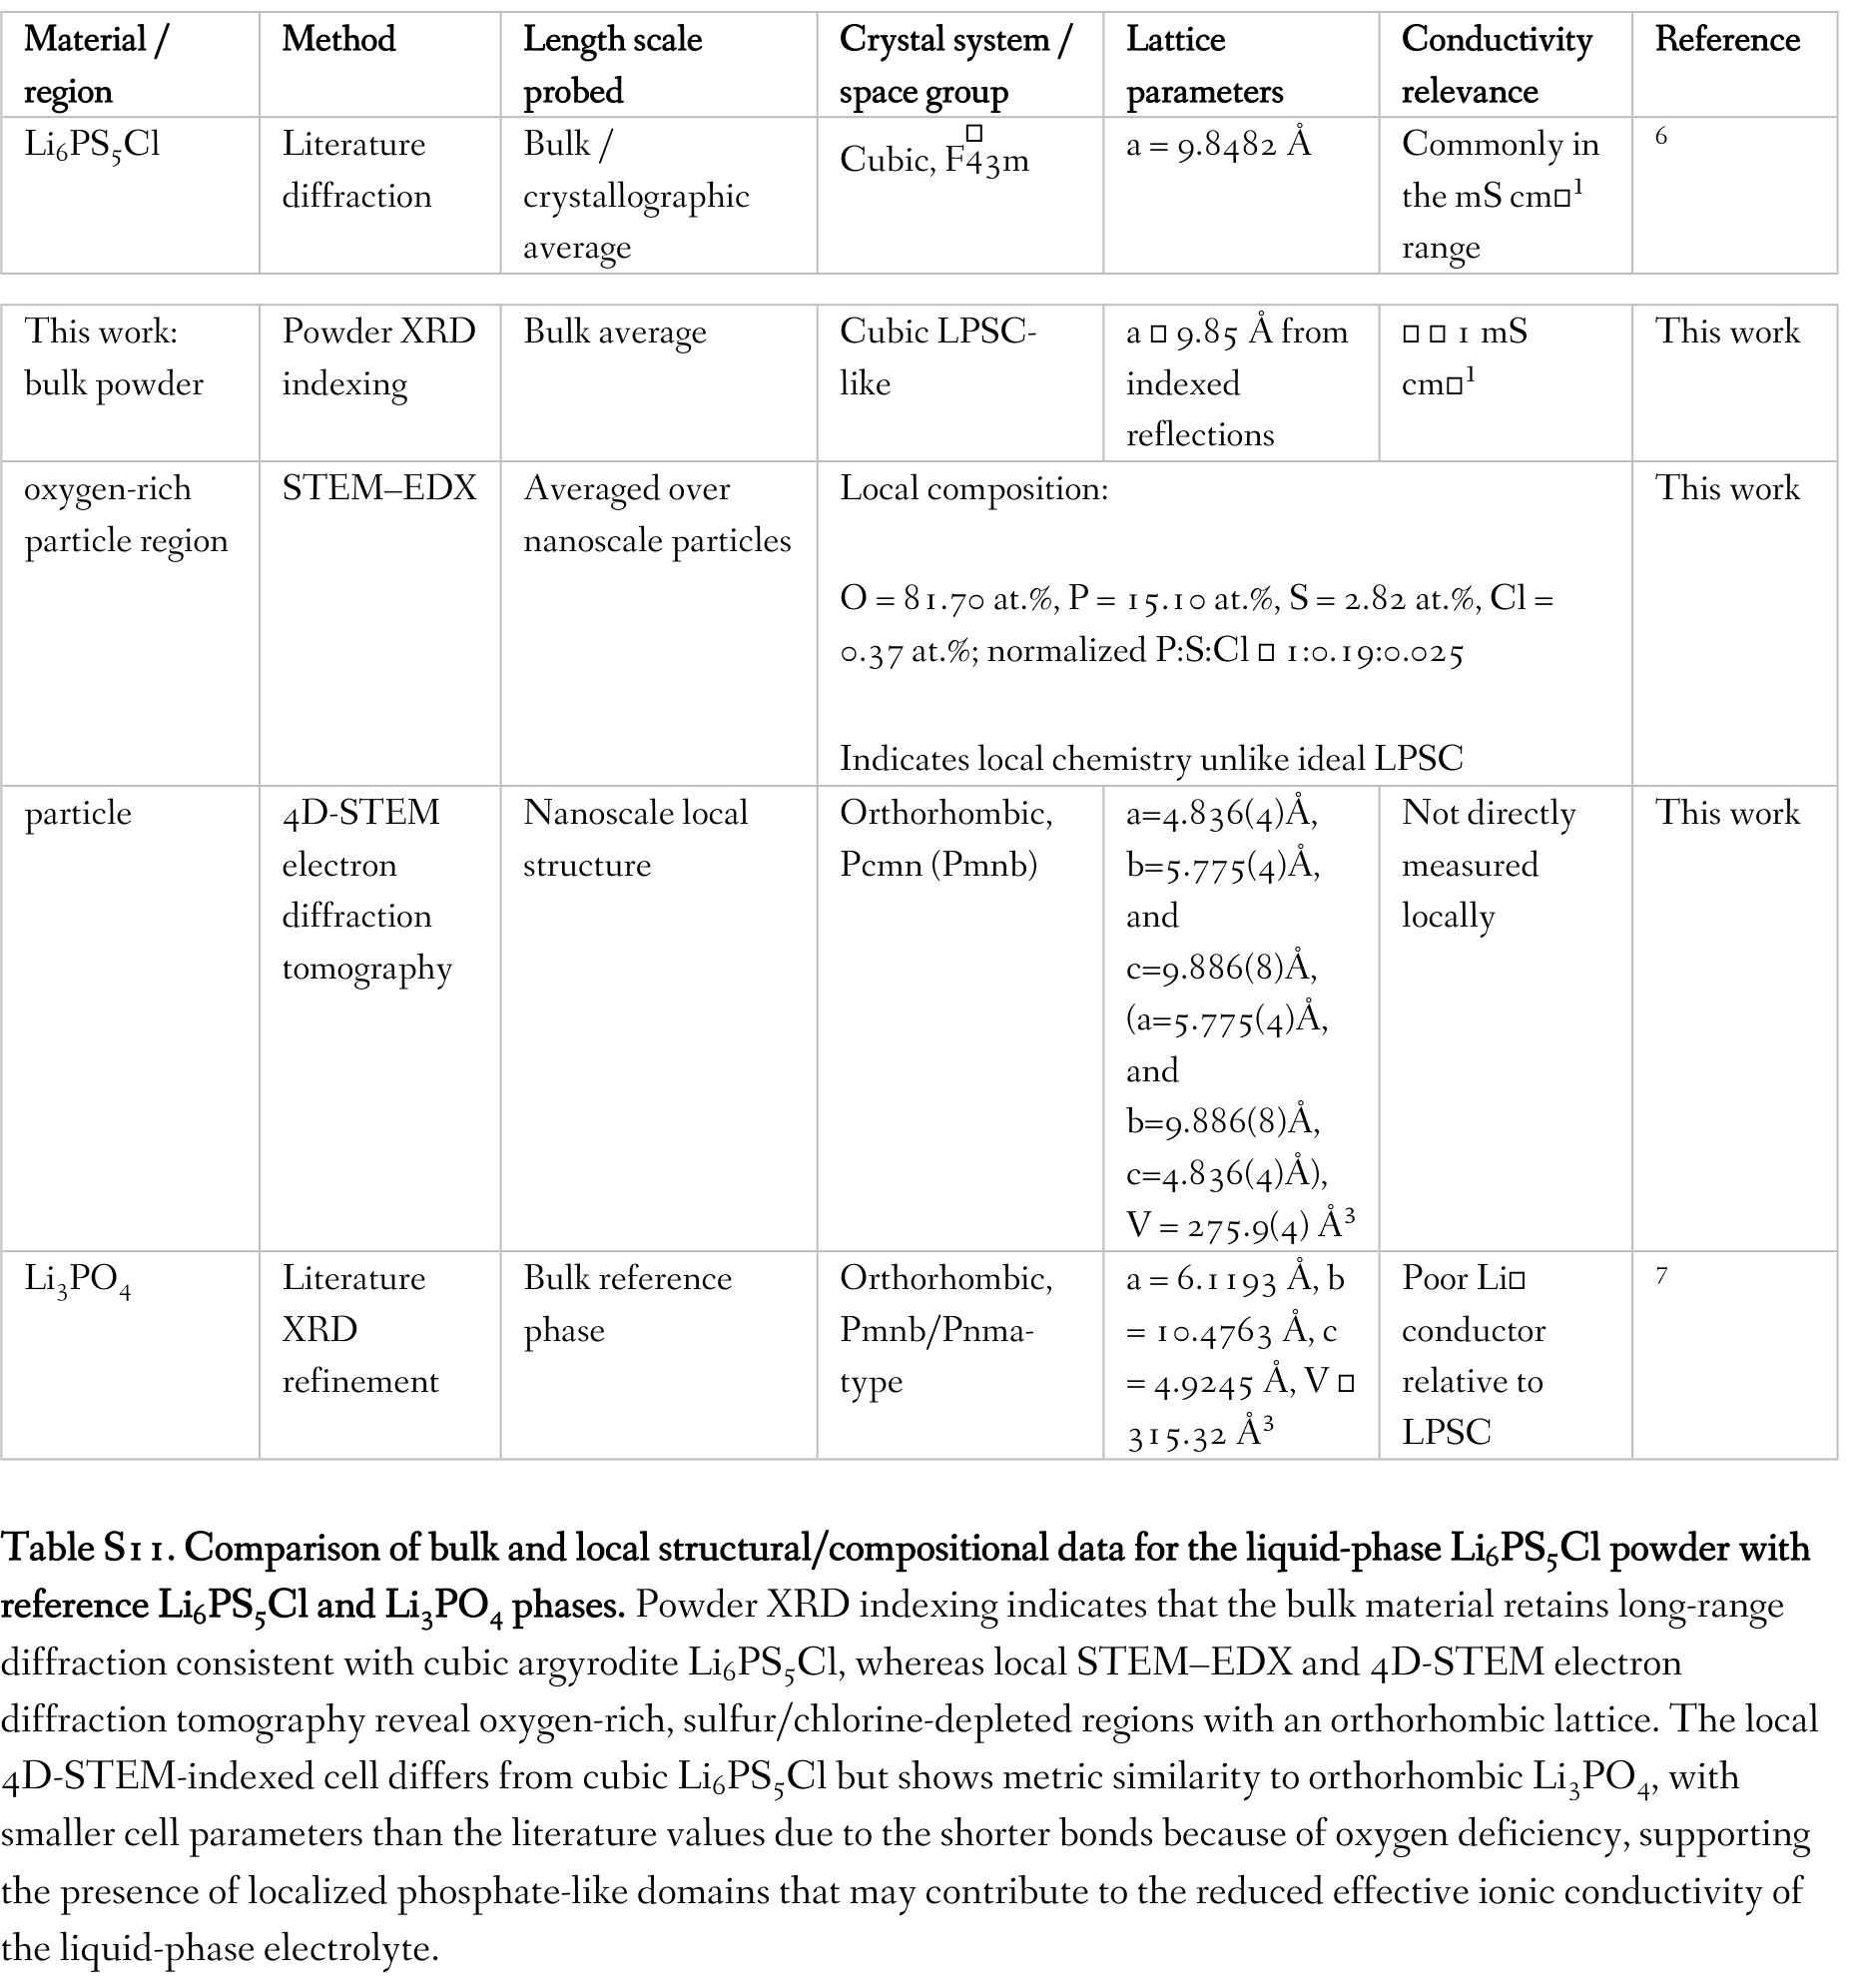 Material / region	Method	Length scale probed	Crystal system / space group	Lattice parameters	Conductivity relevance	Reference
Li₆PS₅Cl	Literature diffraction	Bulk / crystallographic average	Cubic, F4□3m	a = 9.8482 Å	Commonly in the mS cm□¹ range	⁶
This work: bulk powder	Powder XRD indexing	Bulk average	Cubic LPSC-like	a □ 9.85 Å from indexed reflections	□ □ 1 mS cm□¹	This work
oxygen-rich particle region	STEM–EDX	Averaged over nanoscale particles	Local composition:
O = 81.70 at.%, P = 15.10 at.%, S = 2.82 at.%, Cl =
0.37 at.%; normalized P:S:Cl □ 1:0.19:0.025
Indicates local chemistry unlike ideal LPSC	This work
particle	4D-STEM electron diffraction tomography	Nanoscale local structure	Orthorhombic, Pcmn (Pmnb)	a=4.836(4)Å, b=5.775(4)Å, and c=9.886(8)Å, (a=5.775(4)Å, and b=9.886(8)Å, c=4.836(4)Å), V = 275.9(4) Å³	Not directly measured locally	This work
Li₃PO₄	Literature XRD refinement	Bulk reference phase	Orthorhombic, Pmnb/Pnma-type	a = 6.1193 Å, b = 10.4763 Å, c = 4.9245 Å, V □ 315.32 Å³	Poor Li□ conductor relative to LPSC	⁷
Table S11. Comparison of bulk and local structural/compositional data for the liquid-phase Li₆PS₅Cl powder with
reference Li₆PS₅Cl and Li₃PO₄ phases. Powder XRD indexing indicates that the bulk material retains long-range
diffraction consistent with cubic argyrodite Li₆PS₅Cl, whereas local STEM–EDX and 4D-STEM electron
diffraction tomography reveal oxygen-rich, sulfur/chlorine-depleted regions with an orthorhombic lattice. The local
4D-STEM-indexed cell differs from cubic Li₆PS₅Cl but shows metric similarity to orthorhombic Li₃PO₄, with
smaller cell parameters than the literature values due to the shorter bonds because of oxygen deficiency, supporting
the presence of localized phosphate-like domains that may contribute to the reduced effective ionic conductivity of
the liquid-phase electrolyte.